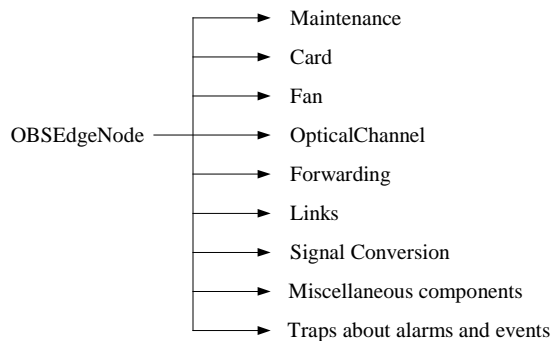 Maintenance
Card
Fan
OBSEdgeNode
OpticalChannel
Forwarding
Links
Signal Conversion
Miscellaneous components
Traps about alarms and events